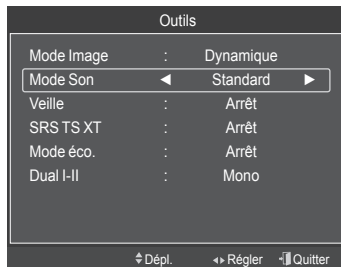 Outils
Mode Image : Dynamique
Mode Son ◀ Standard ▶
Veille : Arrêt
SRS TS XT : Arrêt
Mode éco. : Arrêt
Dual I-II : Mono
Dépl. Régler Quitter